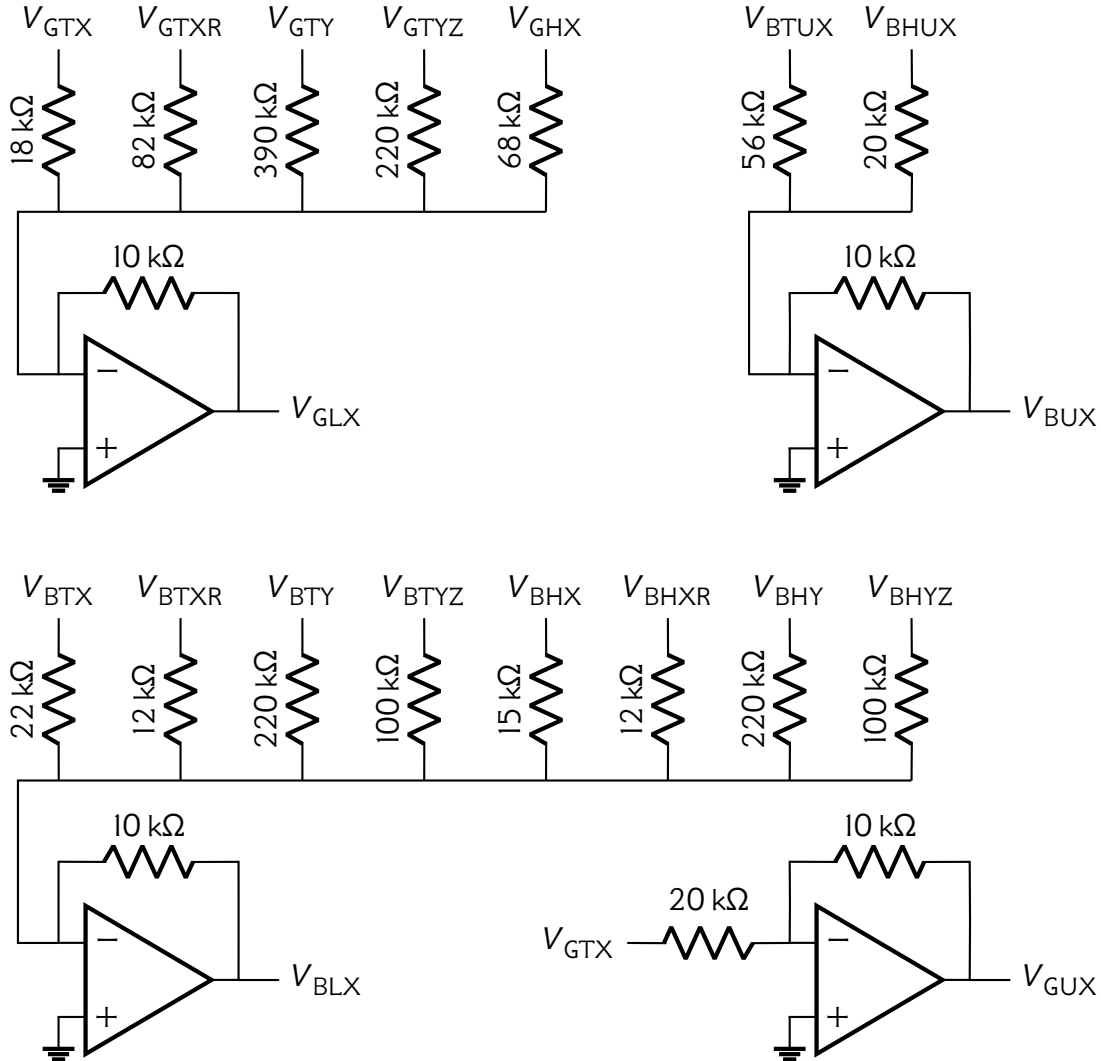 VGTX VGTXR VGTY VGTYZ VGHX VBTUX VBHUX
18 kΩ 82 kΩ 390 kΩ 220 kΩ 68 kΩ 56 kΩ 20 kΩ
10 kΩ 10 kΩ
− −
VGLX VBUX
+ +
VBTX VBTXR VBTY VBTYZ VBHX VBHXR VBHY VBHYZ
22 kΩ 12 kΩ 220 kΩ 100 kΩ 15 kΩ 12 kΩ 220 kΩ 100 kΩ
10 kΩ 10 kΩ
20 kΩ
− VGTX −
VBLX VGUX
+ +